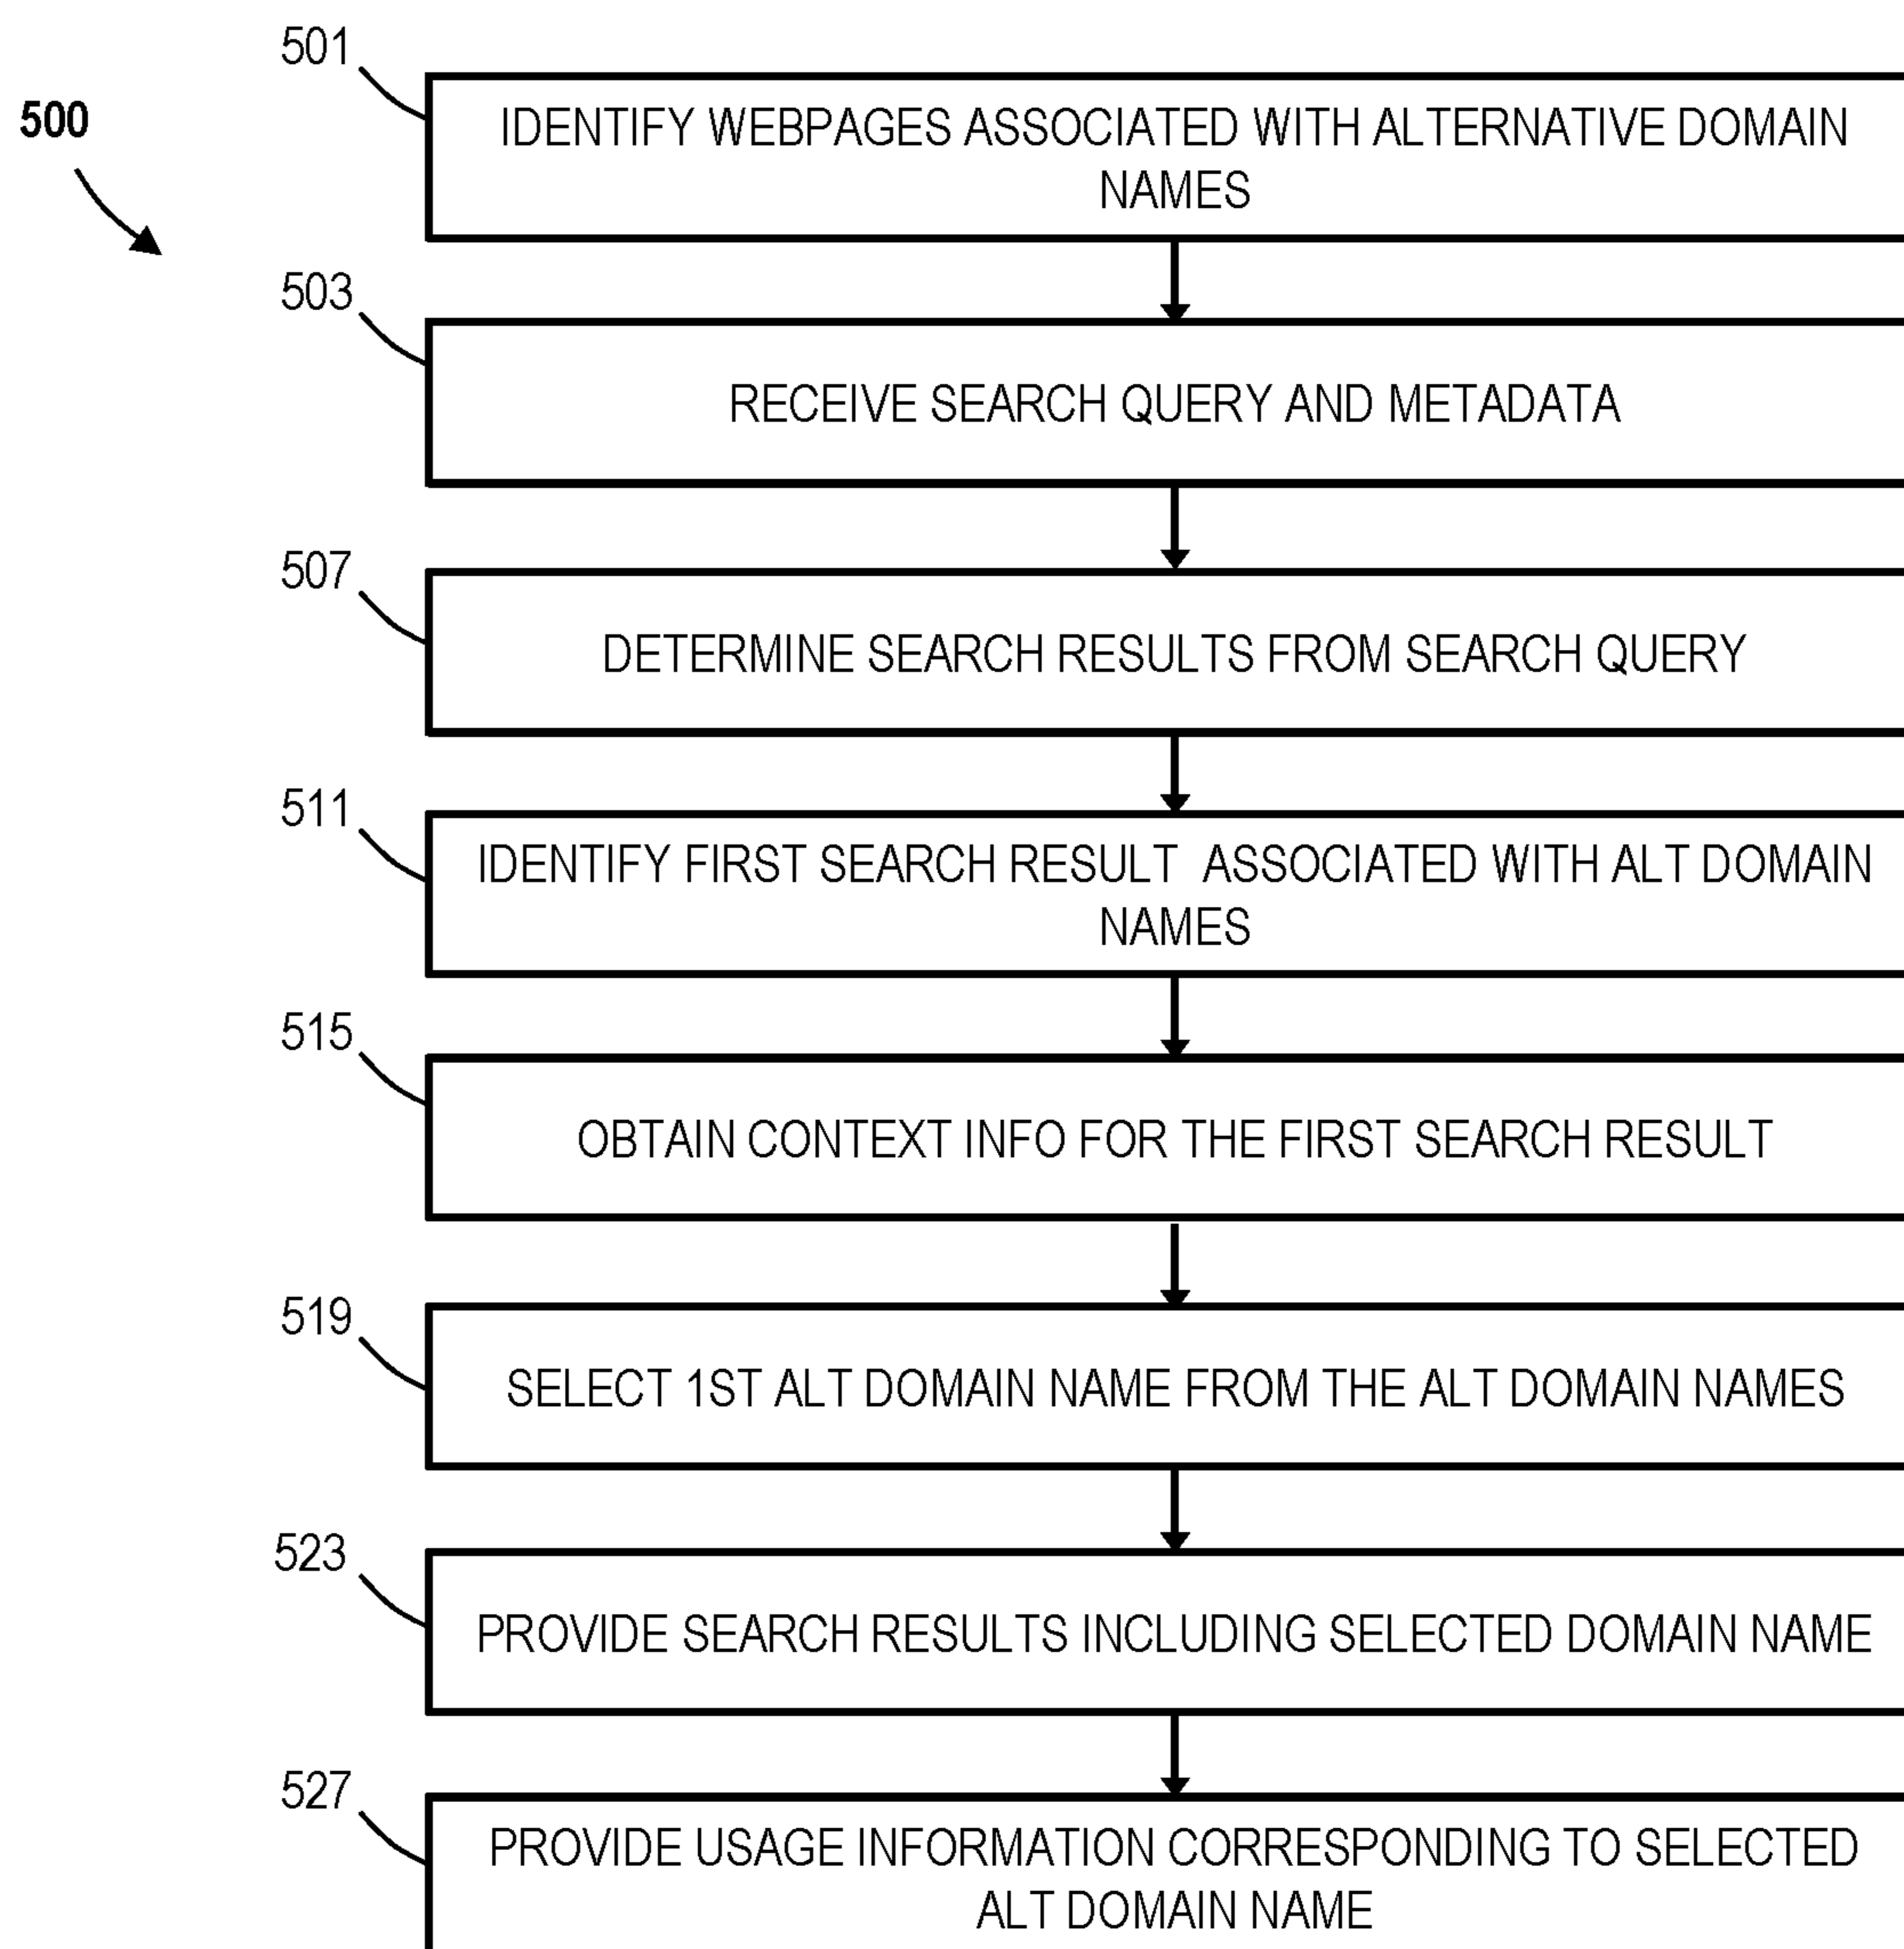 501
500
IDENTIFY WEBPAGES ASSOCIATED WITH ALTERNATIVE DOMAIN
NAMES
503
RECEIVE SEARCH QUERY AND METADATA
507
DETERMINE SEARCH RESULTS FROM SEARCH QUERY
511
IDENTIFY FIRST SEARCH RESULT ASSOCIATED WITH ALT DOMAIN
NAMES
515
OBTAIN CONTEXT INFO FOR THE FIRST SEARCH RESULT
519
SELECT 1ST ALT DOMAIN NAME FROM THE ALT DOMAIN NAMES
523
PROVIDE SEARCH RESULTS INCLUDING SELECTED DOMAIN NAME
527
PROVIDE USAGE INFORMATION CORRESPONDING TO SELECTED
ALT DOMAIN NAME